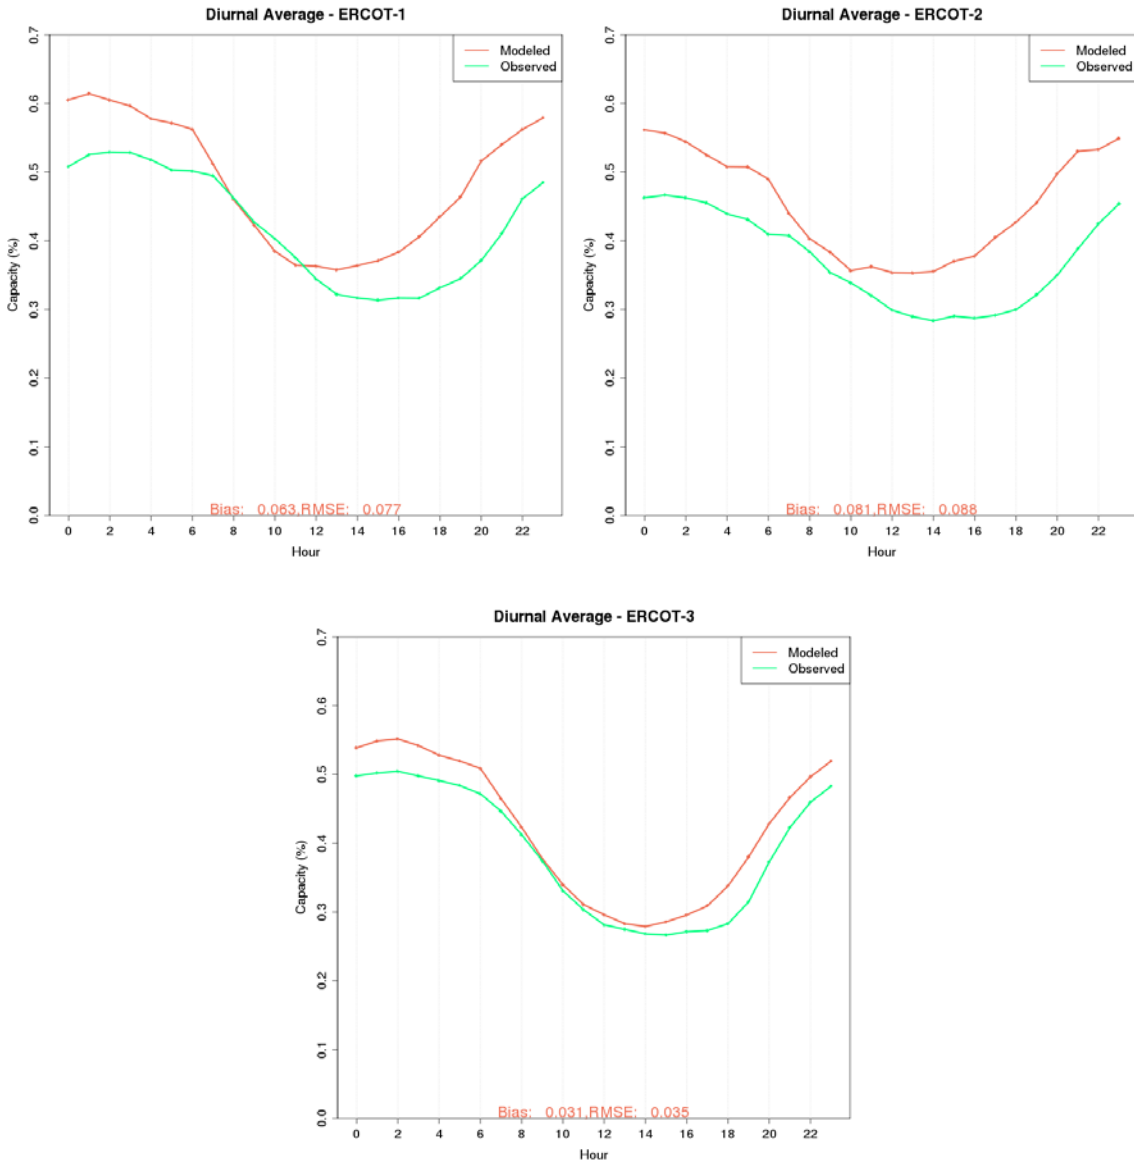 Diurnal Average - ERCOT-1
Modeled
Observed
Capacity (%)
0.7
0.6
0.5
0.4
0.3
0.2
0.1
0.0
Bias: 0.063,RMSE: 0.077
0 2 4 6 8 10 12 14 16 18 20 22
Hour
Diurnal Average - ERCOT-2
Modeled
Observed
Capacity (%)
0.7
0.6
0.5
0.4
0.3
0.2
0.1
0.0
Bias: 0.081,RMSE: 0.088
0 2 4 6 8 10 12 14 16 18 20 22
Hour
Diurnal Average - ERCOT-3
Modeled
Observed
Capacity (%)
0.7
0.6
0.5
0.4
0.3
0.2
0.1
0.0
Bias: 0.031,RMSE: 0.035
0 2 4 6 8 10 12 14 16 18 20 22
Hour